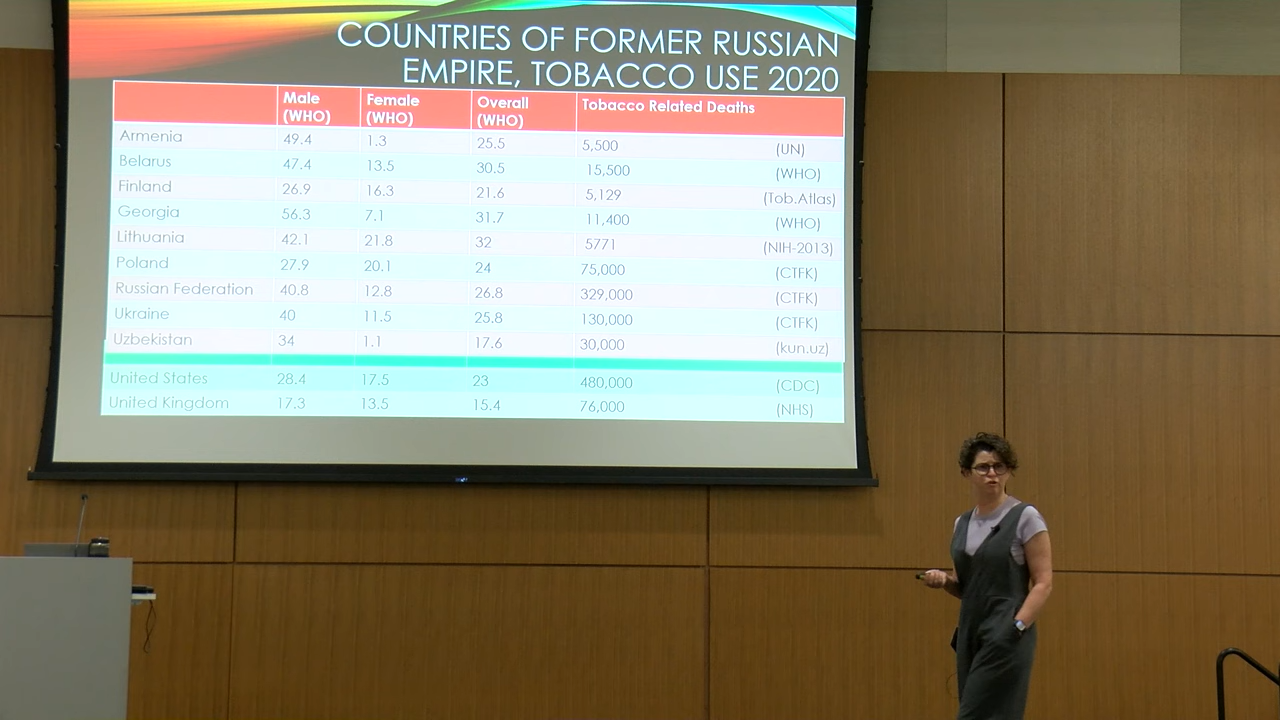 COUNTRIES OF FORMER RUSSIAN
EMPIRE, TOBACCO USE 2020
Male (WHO) Female (WHO) Overall (WHO) Tobacco Related Deaths
Armenia 49.4 1.3 25.5 5,500 (UN)
Belarus 47.4 13.5 30.5 15,500 (WHO)
Finland 26.9 16.3 21.6 5,129 (Tob.Atlas)
Georgia 56.3 7.1 31.7 11,400 (WHO)
Lithuania 42.1 21.8 32 5771 (NIH-2013)
Poland 27.9 20.1 24 75,000 (CTFK)
Russian Federation 40.8 12.8 26.8 329,000 (CTFK)
Ukraine 40 11.5 25.8 130,000 (CTFK)
Uzbekistan 34 1.1 17.6 30,000 (kun.uz)
United States 28.4 17.5 23 480,000 (CDC)
United Kingdom 17.3 13.5 15.4 76,000 (NHS)